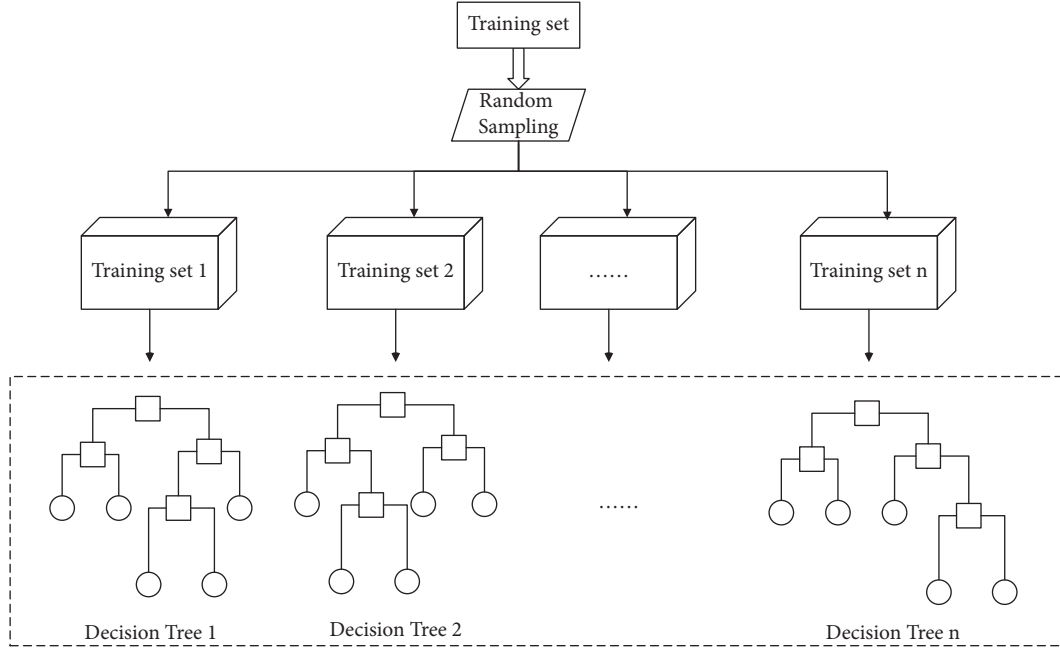 Training set
Random
Sampling
Training set 1
Training set 2
......
Training set n
......
Decision Tree 1
Decision Tree 2
Decision Tree n